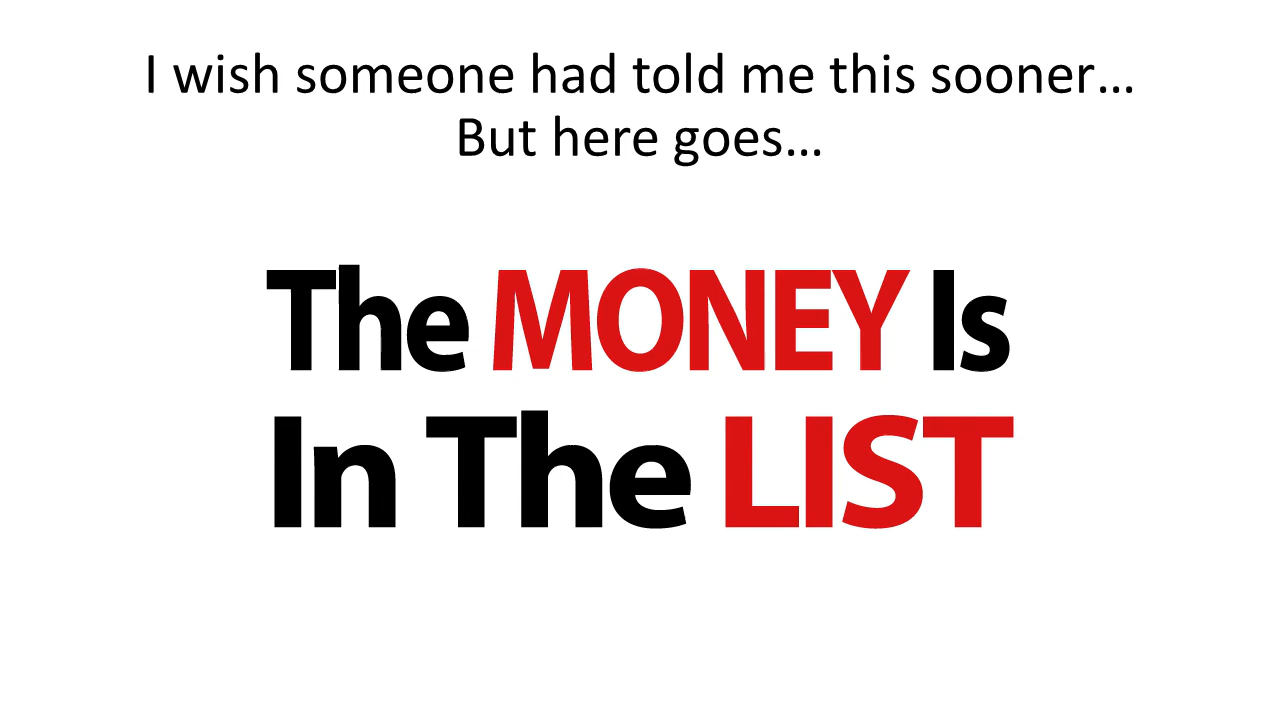 I wish someone had told me this sooner…
But here goes…
The MONEY Is
In The LIST